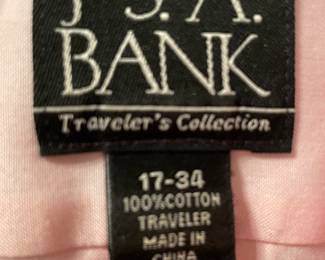 J S. A.
BANK
Traveler's Collection
17-34
100% COTTON
TRAVELER
MADE IN
CHINA